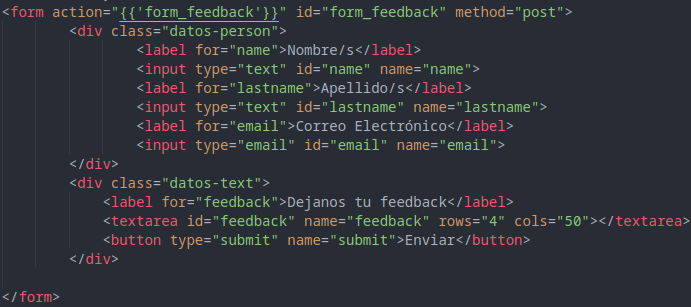 <form action="{{'form_feedback'}}" id="form_feedback" method="post">
<div class="datos-person">
<label for="name">Nombre/s</label>
<input type="text" id="name" name="name">
<label for="lastname">Apellido/s</label>
<input type="text" id="lastname" name="lastname">
<label for="email">Correo Electrónico</label>
<input type="email" id="email" name="email">
</div>
<div class="datos-text">
<label for="feedback">Dejanos tu feedback</label>
<textarea id="feedback" name="feedback" rows="4" cols="50"></textarea>
<button type="submit" name="submit">Enviar</button>
</div>
</form>